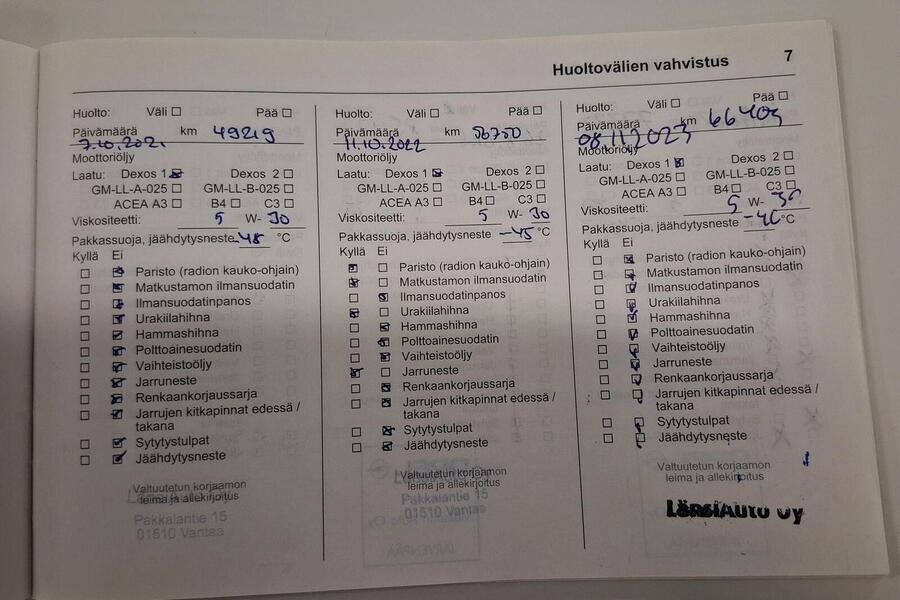 Huoltovälien vahvistus 7
Huolto: Väli Pää
Päivämäärä km 49219
7.10.2021
Moottoriöljy
Laatu: Dexos 1 Dexos 2
GM-LL-A-025 GM-LL-B-025
ACEA A3 B4 C3
Viskositeetti: 5 W- 30
Pakkassuoja, jäähdytysneste -48 °C
Kyllä Ei
Paristo (radion kauko-ohjain)
Matkustamon ilmansuodatin
Ilmansuodatinpanos
Urakiilahihna
Hammashihna
Polttoainesuodatin
Vaihteistoöljy
Jarruneste
Renkaankorjaussarja
Jarrujen kitkapinnat edessä /
takana
Sytytystulpat
Jäähdytysneste
Valtuutetun korjaamon
leima ja allekirjoitus
Pakkalantie 15
01510 Vantaa
Huolto: Väli Pää
Päivämäärä km 56750
11.10.2022
Moottoriöljy
Laatu: Dexos 1 Dexos 2
GM-LL-A-025 GM-LL-B-025
ACEA A3 B4 C3
Viskositeetti: 5 W- 30
Pakkassuoja, jäähdytysneste -45 °C
Kyllä Ei
Paristo (radion kauko-ohjain)
Matkustamon ilmansuodatin
Ilmansuodatinpanos
Urakiilahihna
Hammashihna
Polttoainesuodatin
Vaihteistoöljy
Jarruneste
Renkaankorjaussarja
Jarrujen kitkapinnat edessä /
takana
Sytytystulpat
Jäähdytysneste
Valtuutetun korjaamon
leima ja allekirjoitus
Pakkalantie 15
01510 Vantaa
Huolto: Väli Pää
Päivämäärä km
08.11.2023
Moottoriöljy
Laatu: Dexos 1 Dexos 2
GM-LL-A-025 GM-LL-B-025
ACEA A3 B4 C3
Viskositeetti: 5 W- 30
Pakkassuoja, jäähdytysneste °C
Kyllä Ei
Paristo (radion kauko-ohjain)
Matkustamon ilmansuodatin
Ilmansuodatinpanos
Urakiilahihna
Hammashihna
Polttoainesuodatin
Vaihteistoöljy
Jarruneste
Renkaankorjaussarja
Jarrujen kitkapinnat edessä /
takana
Sytytystulpat
Jäähdytysneste
Valtuutetun korjaamon
leima ja allekirjoitus
LänsiAuto Oy